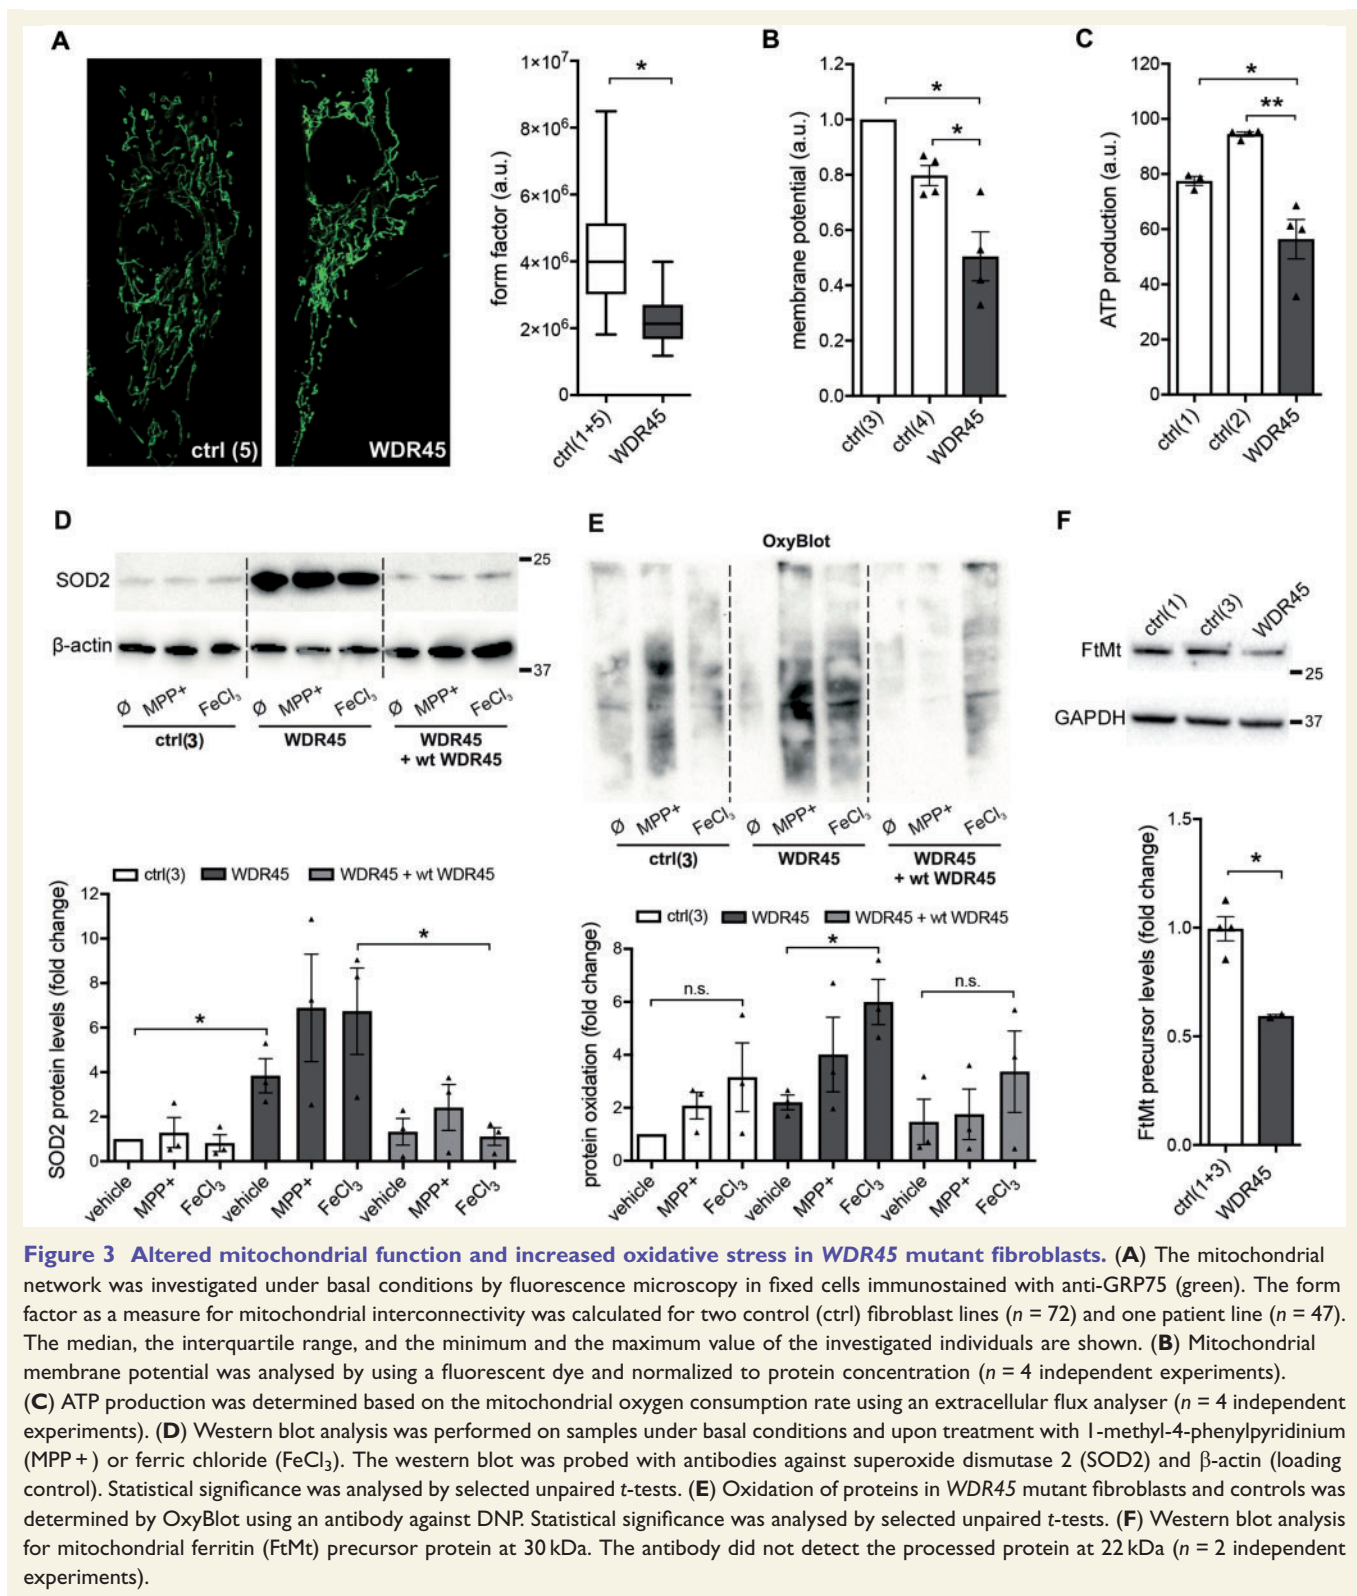 A
ctrl (5)
WDR45
form factor (a.u.)
1×10⁷
8×10⁶
6×10⁶
4×10⁶
2×10⁶
0
*
ctrl(1+5)
WDR45
B
membrane potential (a.u.)
1.2
1.0
0.8
0.6
0.4
0.2
0.0
*
*
ctrl(3)
ctrl(4)
WDR45
C
ATP production (a.u.)
120
100
80
60
40
20
0
*
**
ctrl(1)
ctrl(2)
WDR45
D
SOD2
25
β-actin
37
Ø MPP+ FeCl₃ Ø MPP+ FeCl₃ Ø MPP+ FeCl₃
ctrl(3) WDR45 WDR45
+ wt WDR45
ctrl(3) WDR45 WDR45 + wt WDR45
SOD2 protein levels (fold change)
12
10
8
6
4
2
0
*
*
vehicle MPP+ FeCl₃ vehicle MPP+ FeCl₃ vehicle MPP+ FeCl₃
E
OxyBlot
Ø MPP+ FeCl₃ Ø MPP+ FeCl₃ Ø MPP+ FeCl₃
ctrl(3) WDR45 WDR45
+ wt WDR45
ctrl(3) WDR45 WDR45 + wt WDR45
protein oxidation (fold change)
8
6
4
2
0
n.s.
*
n.s.
vehicle MPP+ FeCl₃ vehicle MPP+ FeCl₃ vehicle MPP+ FeCl₃
F
ctrl(1) ctrl(3) WDR45
FtMt
25
GAPDH
37
FtMt precursor levels (fold change)
1.5
1.0
0.5
0.0
*
ctrl(1+3)
WDR45
Figure 3 Altered mitochondrial function and increased oxidative stress in WDR45 mutant fibroblasts. (A) The mitochondrial
network was investigated under basal conditions by fluorescence microscopy in fixed cells immunostained with anti-GRP75 (green). The form
factor as a measure for mitochondrial interconnectivity was calculated for two control (ctrl) fibroblast lines (n = 72) and one patient line (n = 47).
The median, the interquartile range, and the minimum and the maximum value of the investigated individuals are shown. (B) Mitochondrial
membrane potential was analysed by using a fluorescent dye and normalized to protein concentration (n = 4 independent experiments).
(C) ATP production was determined based on the mitochondrial oxygen consumption rate using an extracellular flux analyser (n = 4 independent
experiments). (D) Western blot analysis was performed on samples under basal conditions and upon treatment with 1-methyl-4-phenylpyridinium
(MPP+) or ferric chloride (FeCl₃). The western blot was probed with antibodies against superoxide dismutase 2 (SOD2) and β-actin (loading
control). Statistical significance was analysed by selected unpaired t-tests. (E) Oxidation of proteins in WDR45 mutant fibroblasts and controls was
determined by OxyBlot using an antibody against DNP. Statistical significance was analysed by selected unpaired t-tests. (F) Western blot analysis
for mitochondrial ferritin (FtMt) precursor protein at 30 kDa. The antibody did not detect the processed protein at 22 kDa (n = 2 independent
experiments).